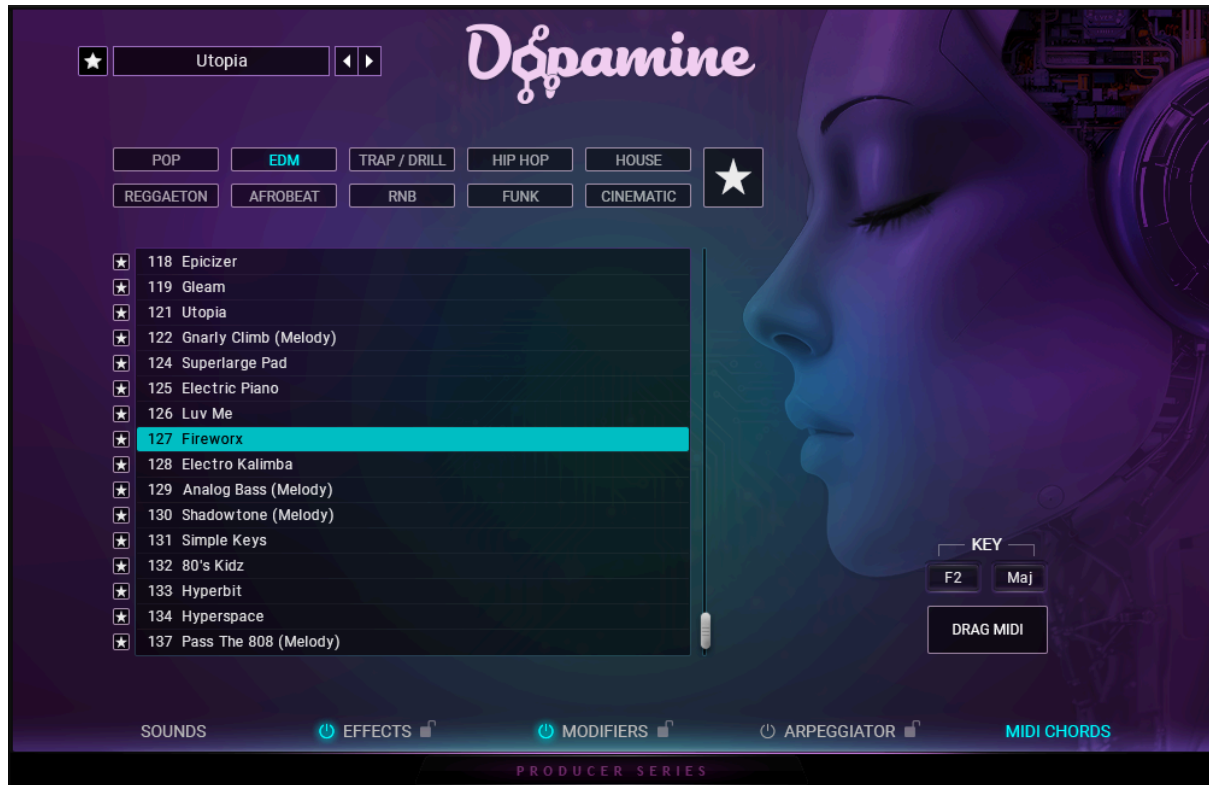 Utopia
Dopamine
POP EDM TRAP / DRILL HIP HOP HOUSE
REGGAETON AFROBEAT RNB FUNK CINEMATIC
118 Epicizer
119 Gleam
121 Utopia
122 Gnarly Climb (Melody)
124 Superlarge Pad
125 Electric Piano
126 Luv Me
127 Fireworx
128 Electro Kalimba
129 Analog Bass (Melody)
130 Shadowtone (Melody)
131 Simple Keys
132 80's Kidz
133 Hyperbit
134 Hyperspace
137 Pass The 808 (Melody)
KEY
F2 Maj
DRAG MIDI
SOUNDS EFFECTS MODIFIERS ARPEGGIATOR MIDI CHORDS
PRODUCER SERIES